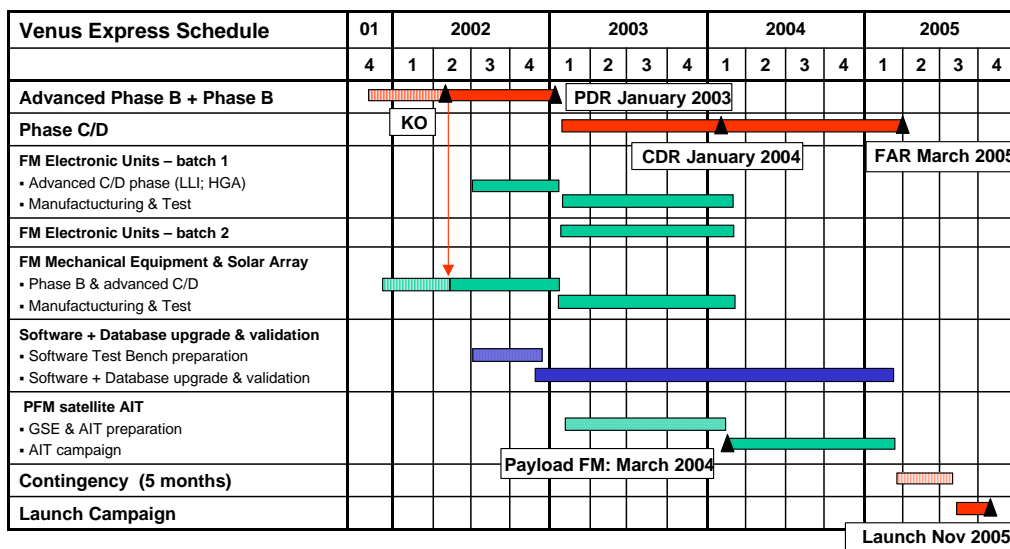 Venus Express Schedule 01 2002 2003 2004 2005
4 1 2 3 4 1 2 3 4 1 2 3 4 1 2 3 4
Advanced Phase B + Phase B
PDR January 2003
KO
Phase C/D
CDR January 2004
FAR March 2005
FM Electronic Units – batch 1
▪ Advanced C/D phase (LLI; HGA)
▪ Manufactucturing & Test
FM Electronic Units – batch 2
FM Mechanical Equipment & Solar Array
▪ Phase B & advanced C/D
▪ Manufactucturing & Test
Software + Database upgrade & validation
▪ Software Test Bench preparation
▪ Software + Database upgrade & validation
PFM satellite AIT
▪ GSE & AIT preparation
▪ AIT campaign
Payload FM: March 2004
Contingency (5 months)
Launch Campaign
Launch Nov 2005